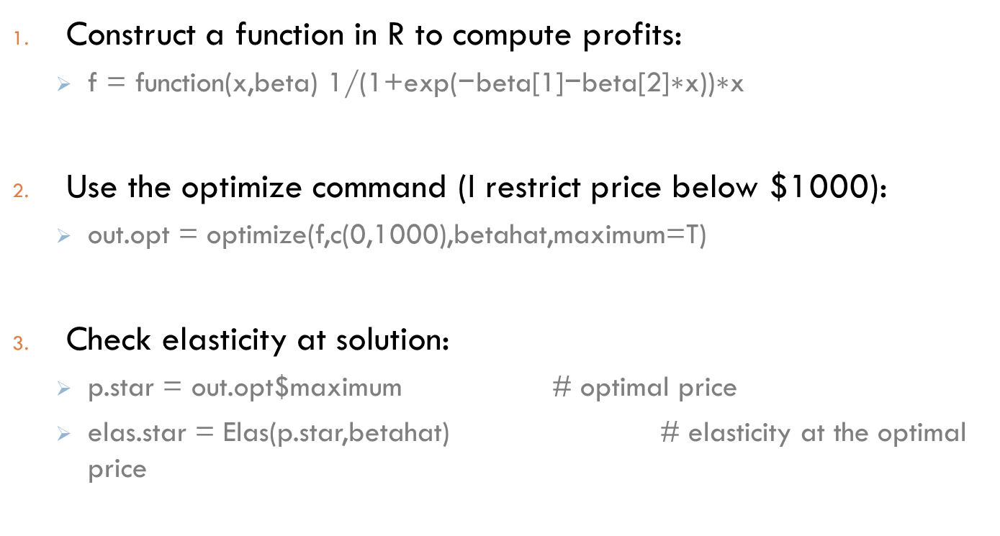 1. Construct a function in R to compute profits:
➢ f = function(x,beta) 1/(1+exp(−beta[1]−beta[2]∗x))∗x
2. Use the optimize command (I restrict price below $1000):
➢ out.opt = optimize(f,c(0,1000),betahat,maximum=T)
3. Check elasticity at solution:
➢ p.star = out.opt$maximum # optimal price
➢ elas.star = Elas(p.star,betahat) # elasticity at the optimal
price